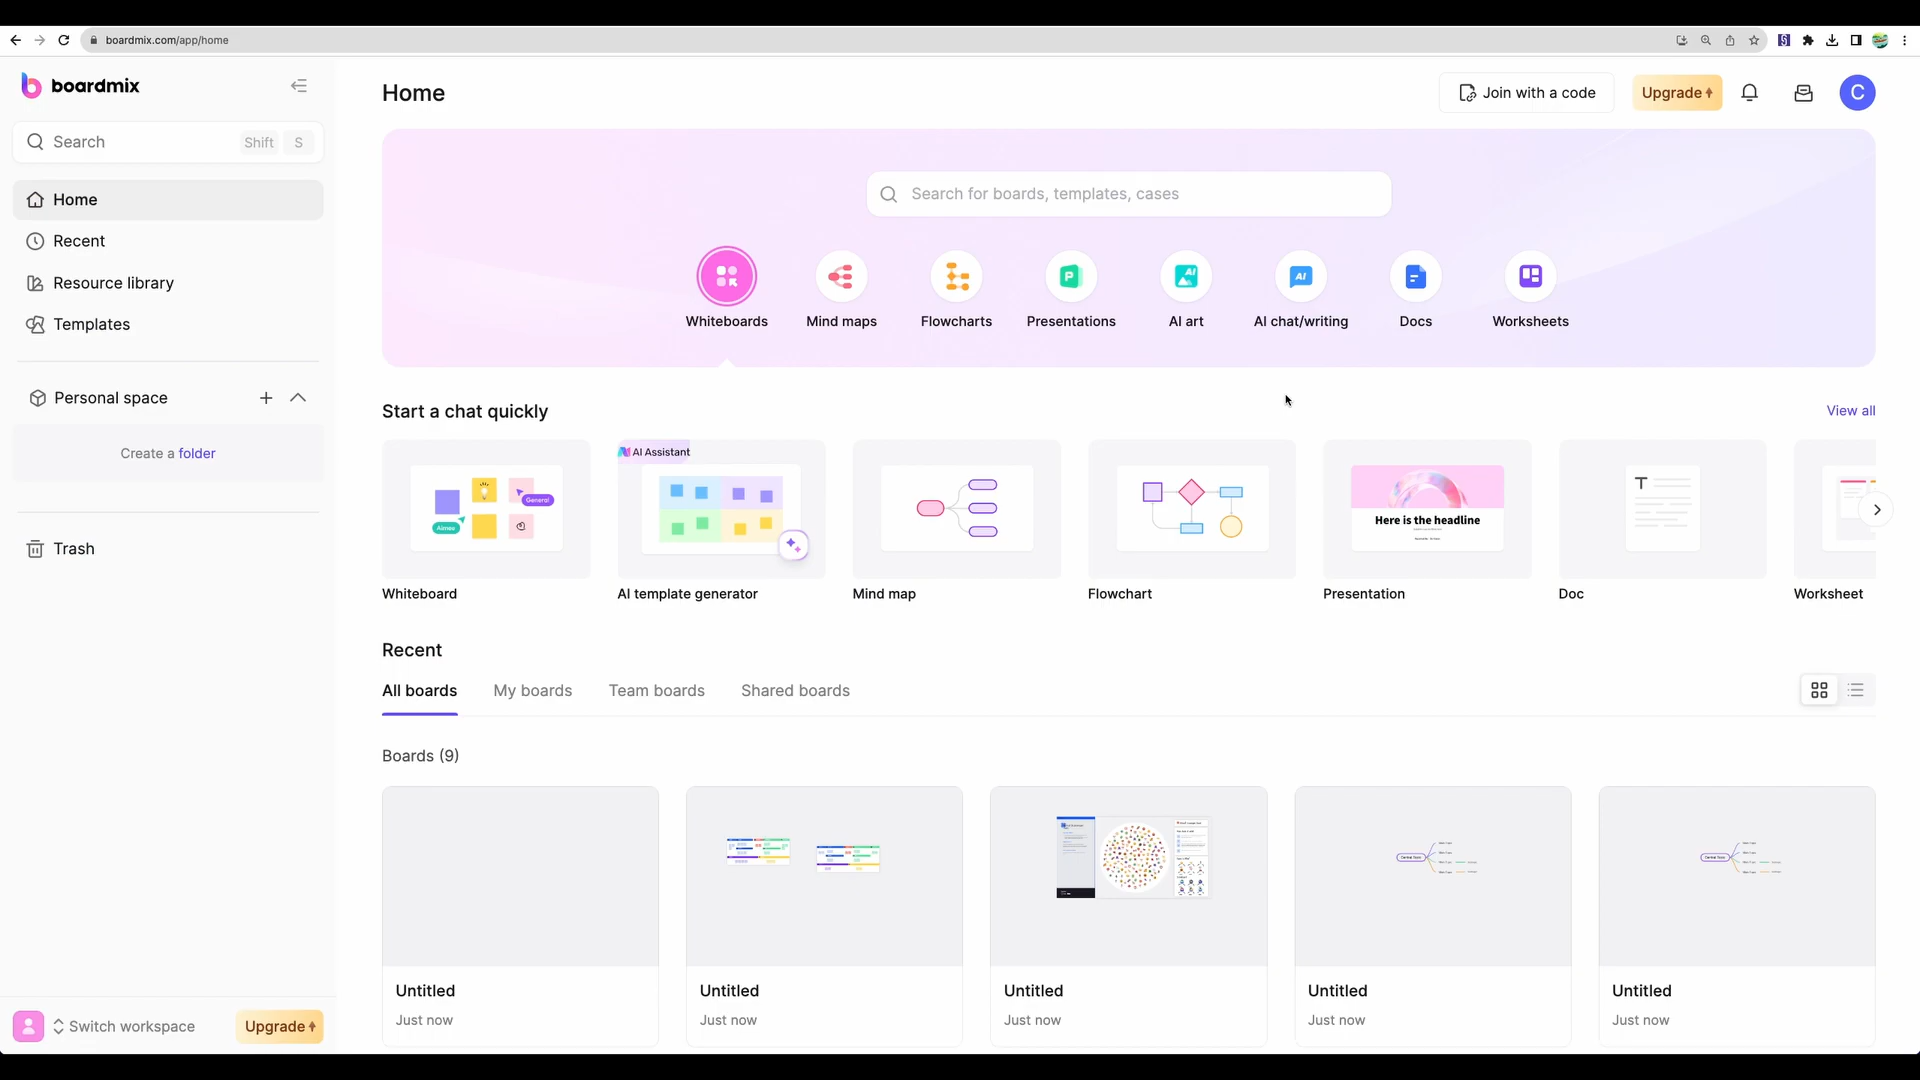 boardmix.com/app/home
boardmix
Search Shift S
Home
Recent
Resource library
Templates
Personal space
Create a folder
Trash
Switch workspace
Upgrade
Home
Join with a code
Upgrade
C
Search for boards, templates, cases
Whiteboards Mind maps Flowcharts Presentations AI art AI chat/writing Docs Worksheets
Start a chat quickly
View all
General
Aimee
AI Assistant
Here is the headline
T
Whiteboard AI template generator Mind map Flowchart Presentation Doc Worksheet
Recent
All boards My boards Team boards Shared boards
Boards (9)
Untitled Untitled Untitled Untitled Untitled
Just now Just now Just now Just now Just now